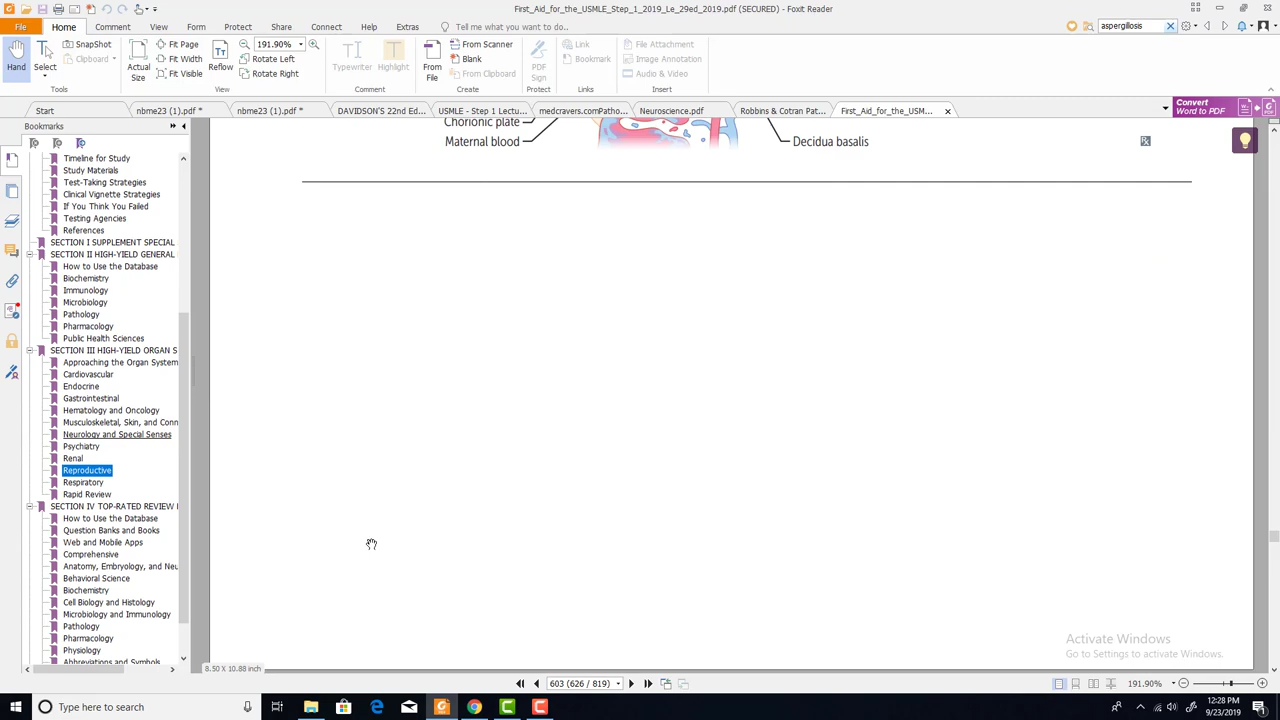 First_Aid_for_the_USMLE_Step_1_2019_Le_29ed_2019.pdf (SECURED) - Foxit Reader
File Home Comment View Form Protect Share Connect Help Extras Tell me what you want to do... aspergillosis
Hand
Select
SnapShot
Clipboard
Actual Size
Fit Page
Fit Width
Fit Visible
Reflow
191.90%
Rotate Left
Rotate Right
Typewriter
Highlight
From File
From Scanner
Blank
From Clipboard
PDF Sign
Link
Bookmark
File Attachment
Image Annotation
Audio & Video
Tools View Comment Create Protect Links Insert
Start nbme23 (1).pdf * nbme23 (1).pdf * DAVIDSON'S 22nd Ed... USMLE - Step 1 Lectu... medcravers.comPatho... Neuroscience.pdf Robbins & Cotran Pat... First_Aid_for_the_USM...
Convert
Word to PDF
Bookmarks
Timeline for Study
Study Materials
Test-Taking Strategies
Clinical Vignette Strategies
If You Think You Failed
Testing Agencies
References
SECTION I SUPPLEMENT SPECIAL
SECTION II HIGH-YIELD GENERAL
How to Use the Database
Biochemistry
Immunology
Microbiology
Pathology
Pharmacology
Public Health Sciences
SECTION III HIGH-YIELD ORGAN S
Approaching the Organ System
Cardiovascular
Endocrine
Gastrointestinal
Hematology and Oncology
Musculoskeletal, Skin, and Conn
Neurology and Special Senses
Psychiatry
Renal
Reproductive
Respiratory
Rapid Review
SECTION IV TOP-RATED REVIEW
How to Use the Database
Question Banks and Books
Web and Mobile Apps
Comprehensive
Anatomy, Embryology, and Neu
Behavioral Science
Biochemistry
Cell Biology and Histology
Microbiology and Immunology
Pathology
Pharmacology
Physiology
Abbreviations and Symbols
Chorionic plate
Maternal blood
Decidua basalis
Activate Windows
Go to Settings to activate Windows.
8.50 x 10.88 inch
603 (626 / 819)
191.90%
Type here to search
12:28 PM
9/23/2019